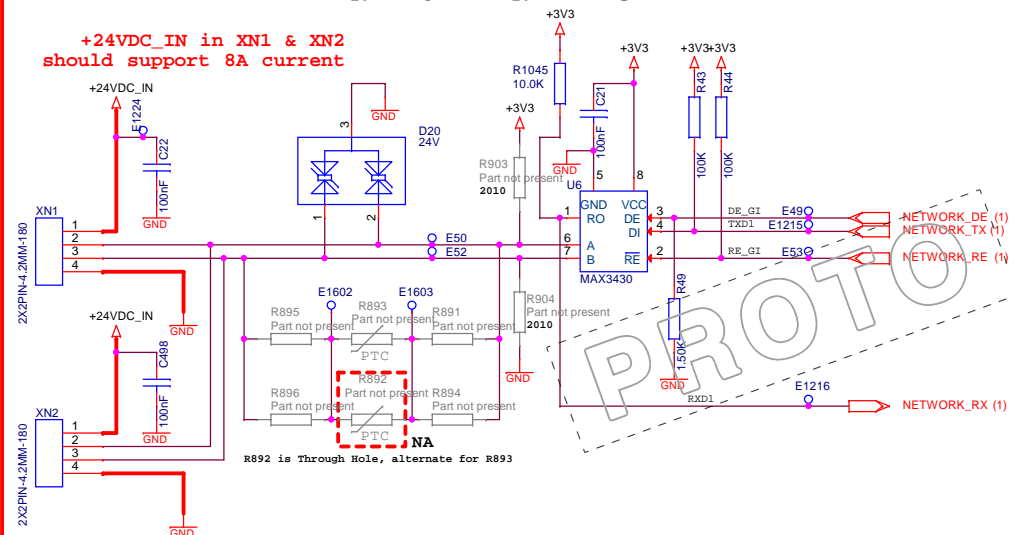 +24VDC_IN in XN1 & XN2
should support 8A current
+24VDC_IN
E1224
C22
100nF
GND
XN1
1
2
3
4
2X2PIN-4.2MM-180
GND
+24VDC_IN
C498
100nF
GND
XN2
1
2
3
4
2X2PIN-4.2MM-180
GND
3
GND
D20
24V
1
2
E50
E52
E1602
E1603
R895
Part not present
R893
Part not present
PTC
R891
Part not present
R896
Part not present
R892
Part not present
PTC
R894
Part not present
NA
R892 is Through Hole, alternate for R893
+3V3
R903
Part not present
2010
R904
Part not present
2010
GND
+3V3
R1045
10.0K
C21
100nF
GND
+3V3
U6
5
8
GND
VCC
1
RO
DE
3
DI
4
6
A
7
B
RE
2
MAX3430
+3V3
+3V3
R43
100K
R44
100K
R49
1.50K
GND
DE_GI
E49
NETWORK_DE (1)
TXD1
E1215
NETWORK_TX (1)
RE_GI
E53
NETWORK_RE (1)
RXD1
E1216
NETWORK_RX (1)
PROTO